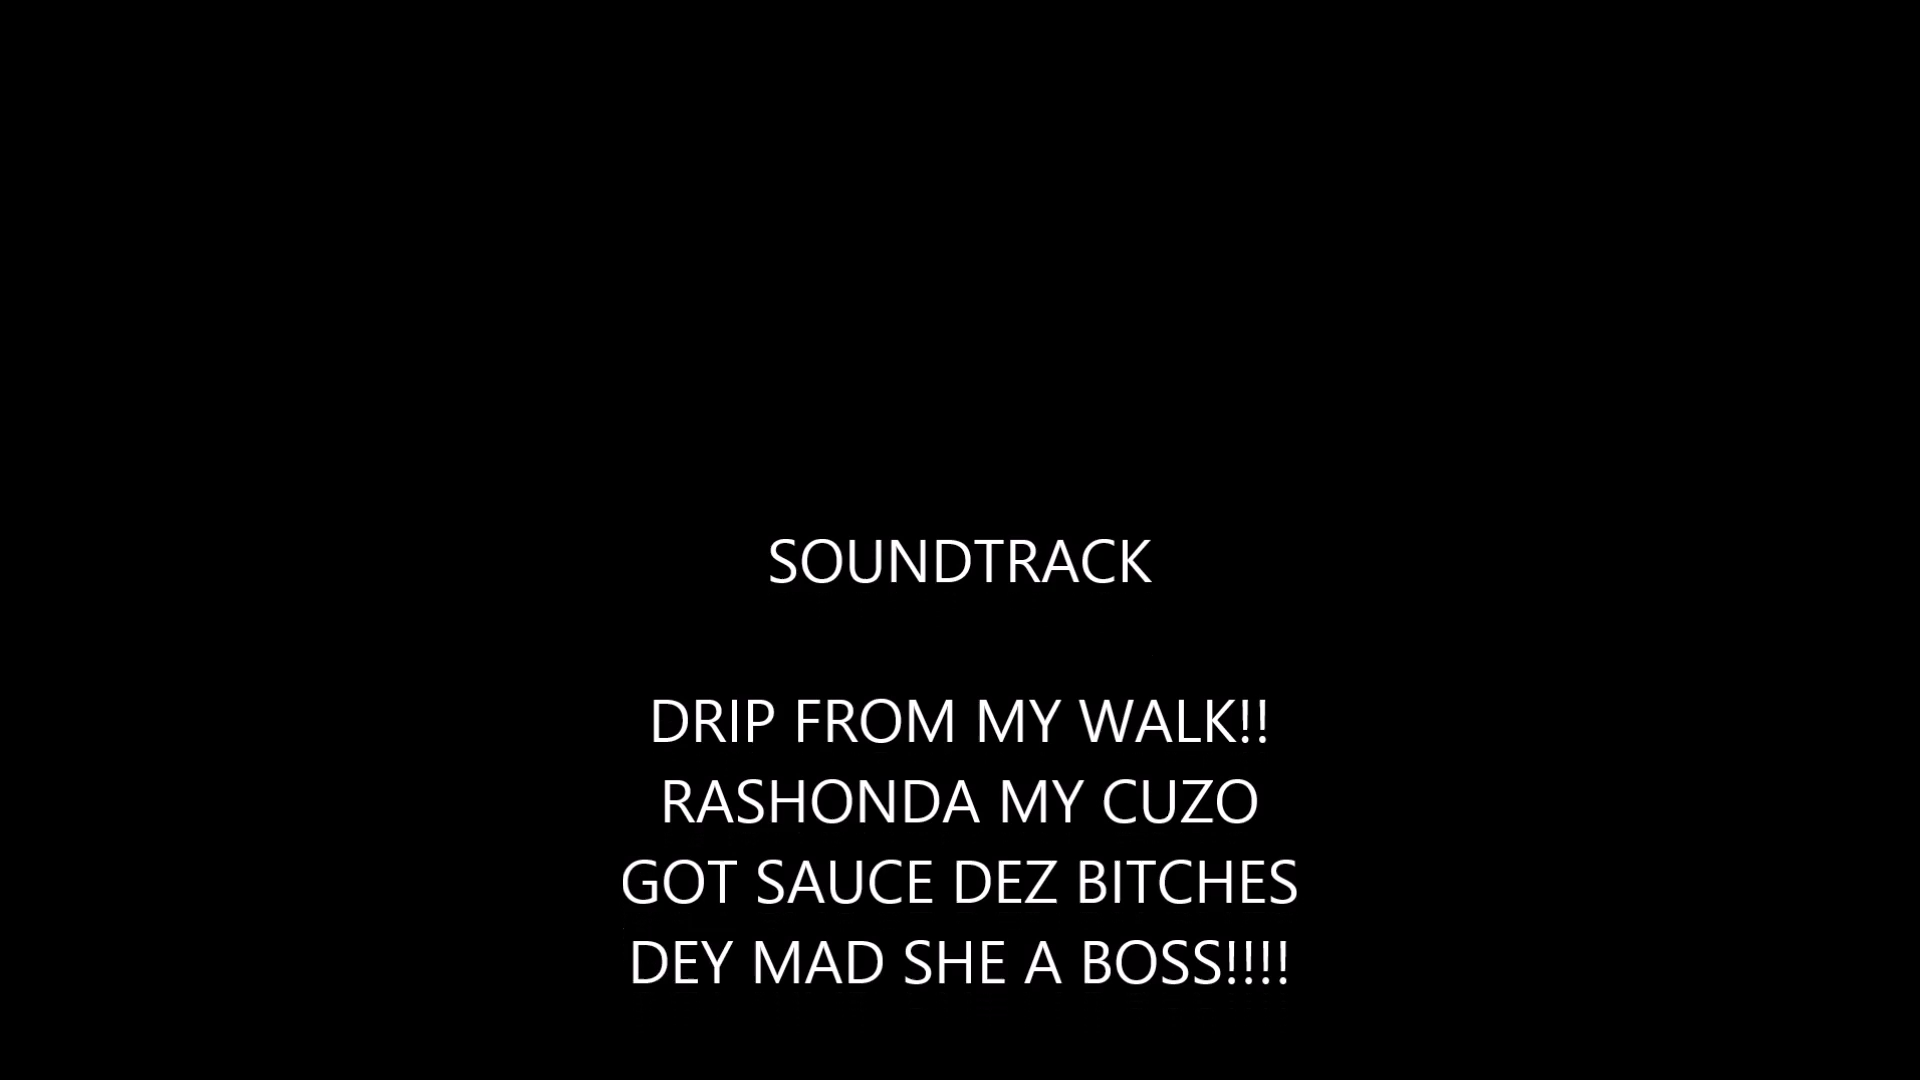 SOUNDTRACK
DRIP FROM MY WALK!!
RASHONDA MY CUZO
GOT SAUCE DEZ BITCHES
DEY MAD SHE A BOSS!!!!